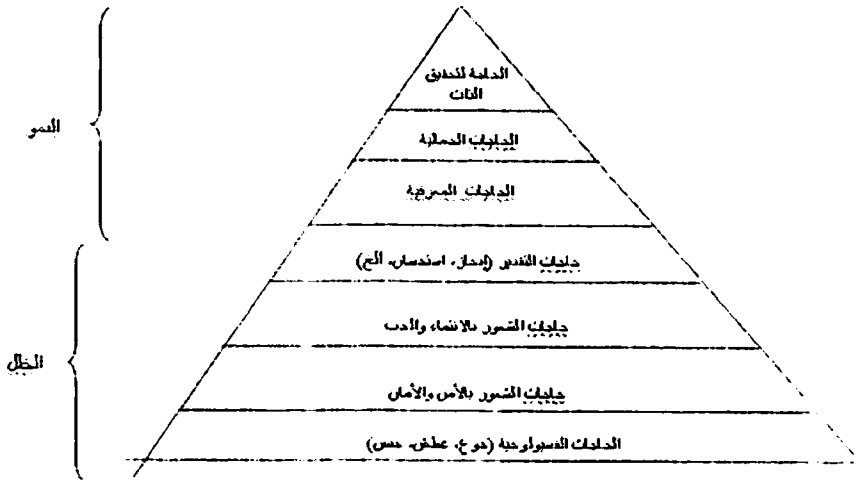 الحاجة لتحقيق
الذات
الحاجات الجمالية
النمو
الحاجات المعرفية
حاجات التقدير (إنجاز، استحسان، ألخ)
حاجات الشعور بالانتماء والحب
الخلل
حاجات الشعور بالأمن والأمان
الحاجات الفسيولوجية (جوع، عطش، جنس)